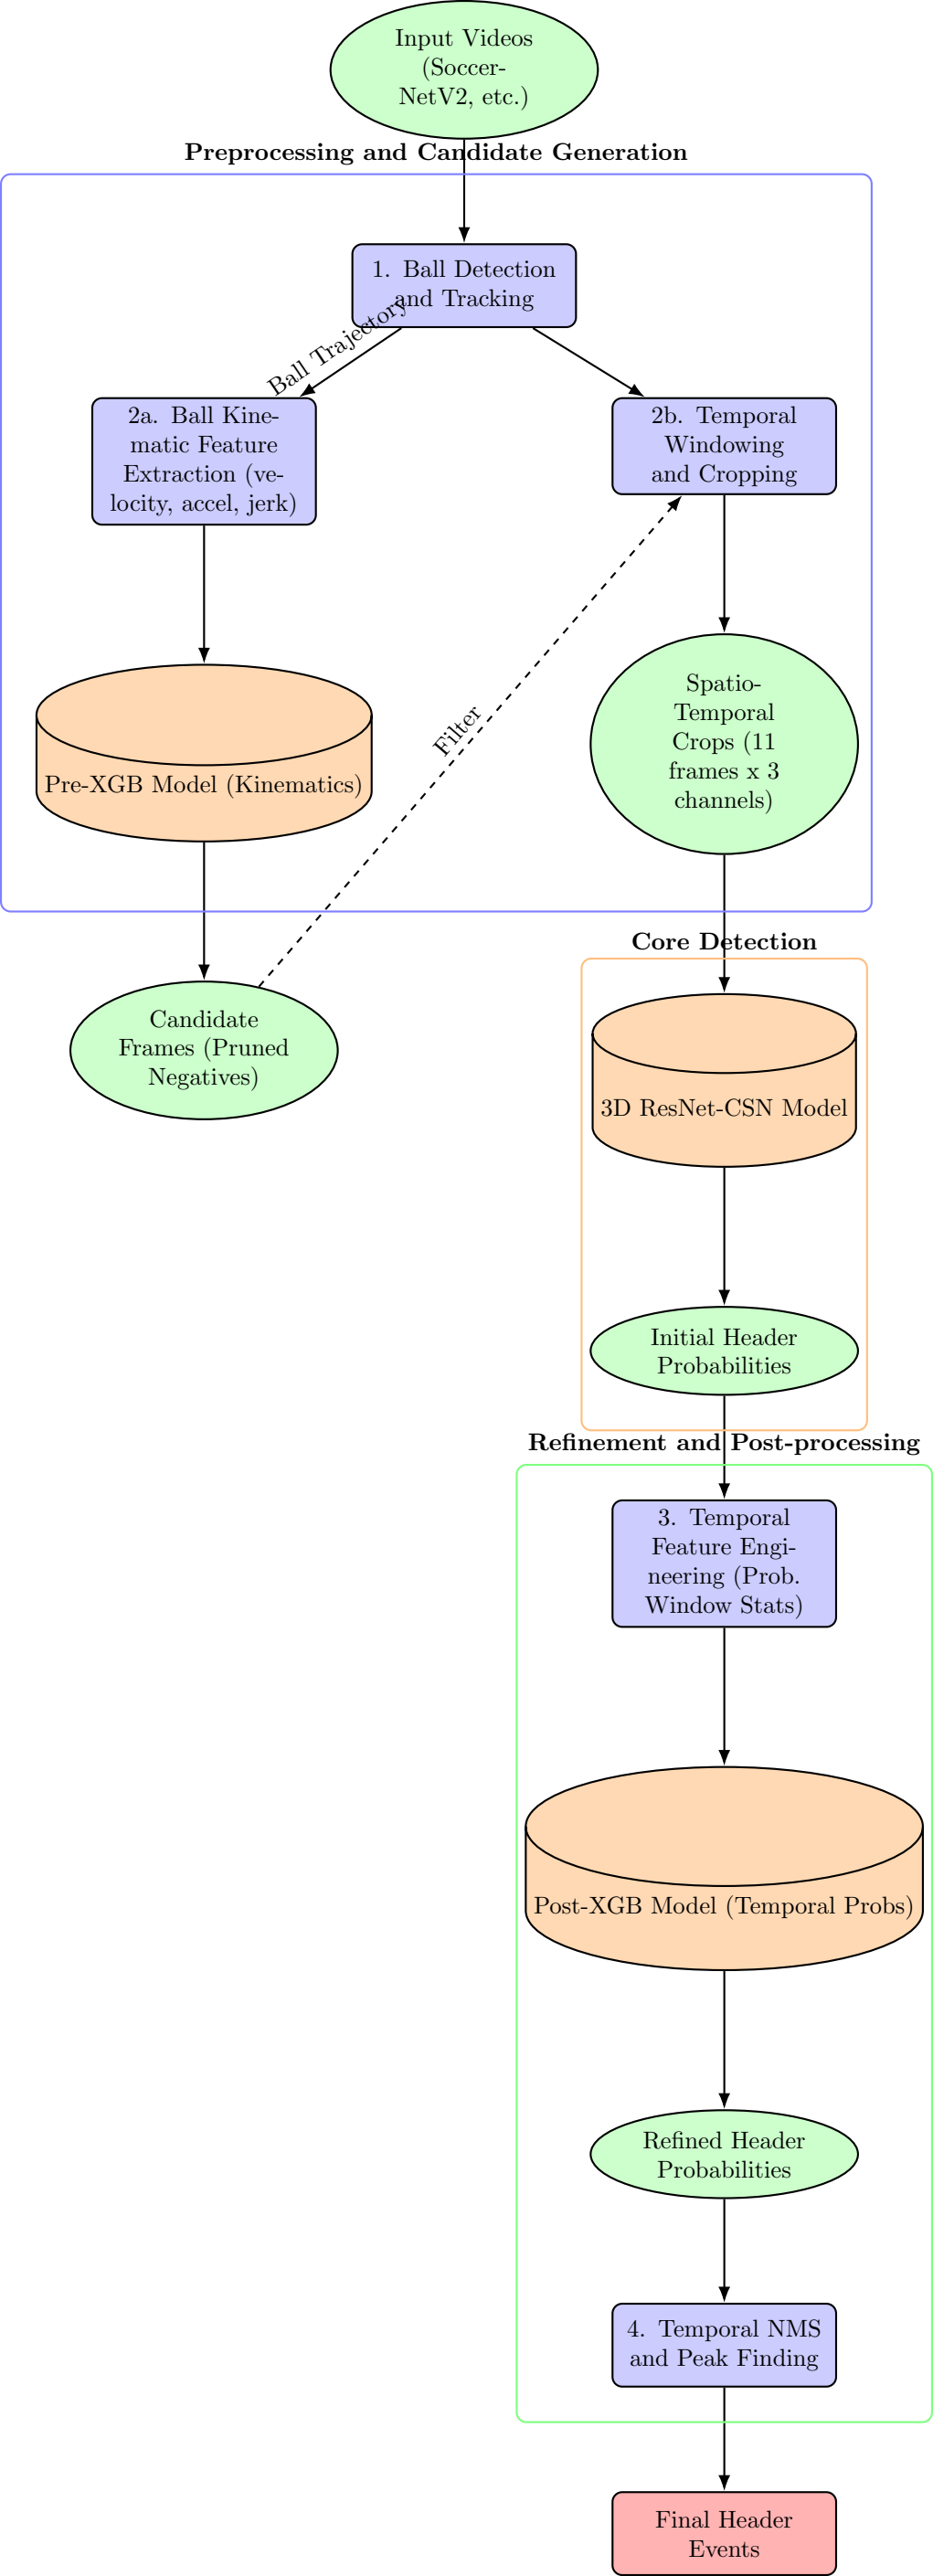 Input Videos
(Soccer-
NetV2, etc.)
Preprocessing and Candidate Generation
1. Ball Detection
and Tracking
Ball Trajectory
2a. Ball Kine-
matic Feature
Extraction (ve-
locity, accel, jerk)
2b. Temporal
Windowing
and Cropping
Spatio-
Temporal
Crops (11
frames x 3
channels)
Filter
Pre-XGB Model (Kinematics)
Core Detection
Candidate
Frames (Pruned
Negatives)
3D ResNet-CSN Model
Initial Header
Probabilities
Refinement and Post-processing
3. Temporal
Feature Engi-
neering (Prob.
Window Stats)
Post-XGB Model (Temporal Probs)
Refined Header
Probabilities
4. Temporal NMS
and Peak Finding
Final Header
Events